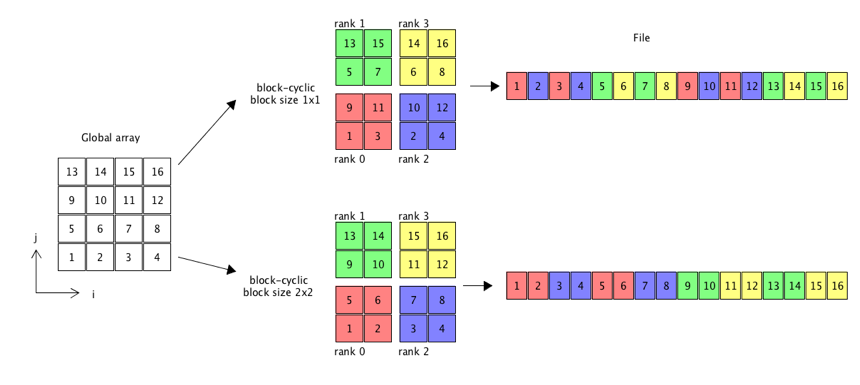 rank 1 rank 3
13 15 14 16
5 7 6 8
9 11 10 12
1 3 2 4
rank 0 rank 2
block-cyclic
block size 1x1
File
1 2 3 4 5 6 7 8 9 10 11 12 13 14 15 16
Global array
13 14 15 16
9 10 11 12
5 6 7 8
1 2 3 4
j
i
block-cyclic
block size 2x2
rank 1 rank 3
13 14 15 16
9 10 11 12
5 6 7 8
1 2 3 4
rank 0 rank 2
1 2 3 4 5 6 7 8 9 10 11 12 13 14 15 16